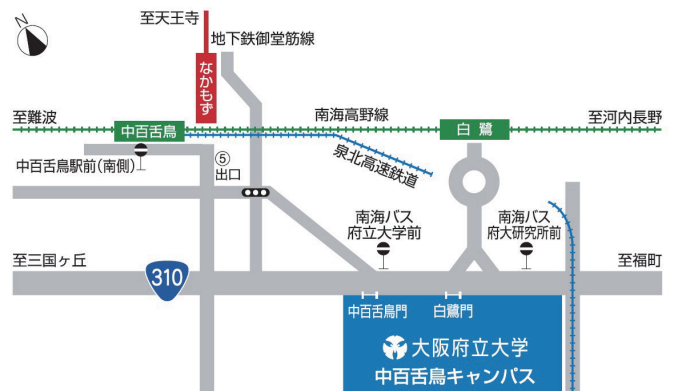 N
至天王寺
地下鉄御堂筋線
なかもず
至難波
中百舌鳥
南海高野線
白鷺
至河内長野
中百舌鳥駅前(南側)
⑤
出口
泉北高速鉄道
南海バス
府立大学前
南海バス
府大研究所前
至三国ヶ丘
310
至福町
中百舌鳥門
白鷺門
大阪府立大学
中百舌鳥キャンパス